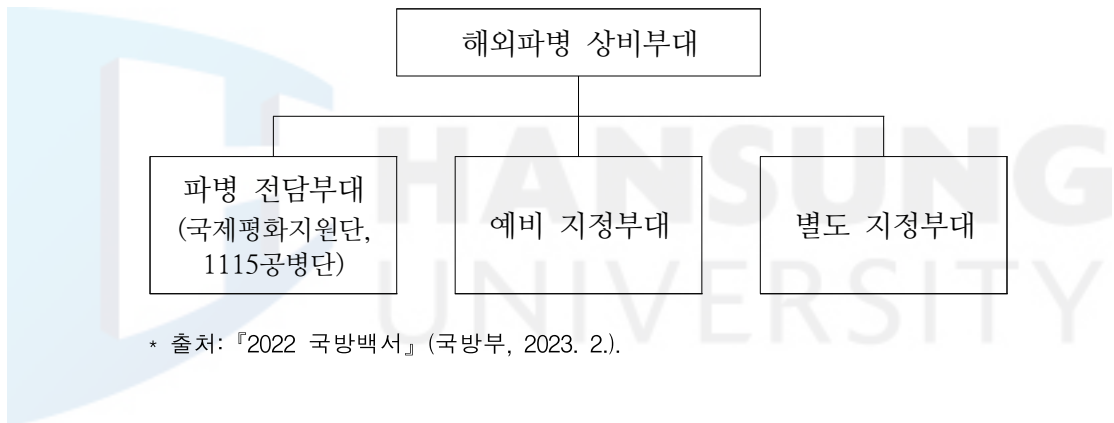 해외파병 상비부대
파병 전담부대
(국제평화지원단,
1115공병단)
예비 지정부대
별도 지정부대
HANSUNG
UNIVERSITY
* 출처: 『2022 국방백서』(국방부, 2023. 2.).